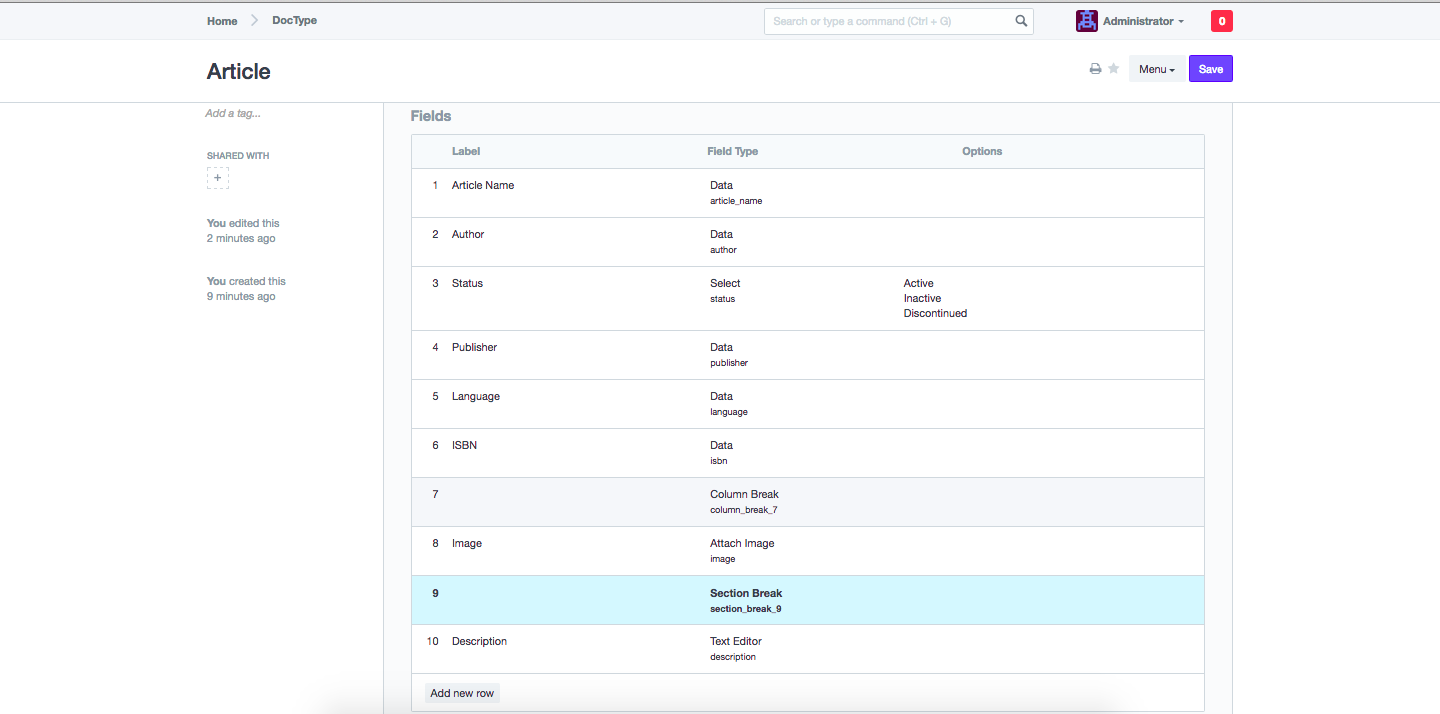 Home
DocType
Search or type a command (Ctrl + G)
Administrator
0
Article
Menu
Save
Add a tag...
SHARED WITH
+
You edited this
2 minutes ago
You created this
9 minutes ago
Fields
Label Field Type Options
1 Article Name Data
article_name
2 Author Data
author
3 Status Select Active
status Inactive
Discontinued
4 Publisher Data
publisher
5 Language Data
language
6 ISBN Data
isbn
7 Column Break
column_break_7
8 Image Attach Image
image
9 Section Break
section_break_9
10 Description Text Editor
description
Add new row